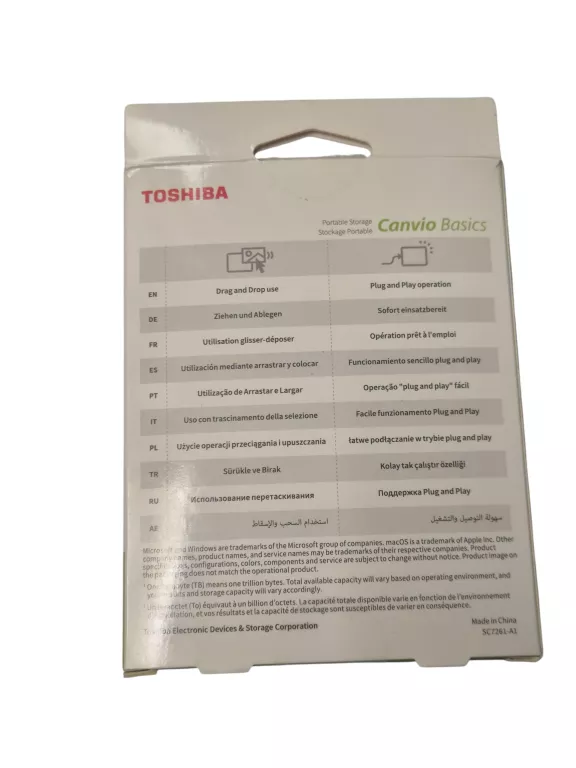 TOSHIBA
Portable Storage
Stockage Portable
Canvio Basics
EN Drag and Drop use Plug and Play operation
DE Ziehen und Ablegen Sofort einsatzbereit
FR Utilisation glisser-déposer Opération prêt à l'emploi
ES Utilización mediante arrastrar y colocar Funcionamiento sencillo plug and play
PT Utilização de Arrastar e Largar Operação "plug and play" fácil
IT Uso con trascinamento della selezione Facile funzionamento Plug and Play
PL Użycie operacji przeciągania i upuszczania łatwe podłączanie w trybie plug and play
TR Sürükle ve Bırak Kolay tak çalıştır özelliği
RU Использование перетаскивания Поддержка Plug and Play
AE استخدام السحب والإسقاط سهولة التوصيل والتشغيل
Microsoft and Windows are trademarks of the Microsoft group of companies. macOS is a trademark of Apple Inc. Other
names, product names, and service names may be trademarks of their respective companies. Product
configurations, colors, components and service are subject to change without notice. Product image on
the packaging does not match the operational product.
(TB) means one trillion bytes. Total available capacity will vary based on operating environment, and
and storage capacity will vary accordingly.
(To) équivaut à un billion d'octets. La capacité totale disponible varie en fonction de l'environnement
et vos résultats et la capacité de stockage sont susceptibles de varier en conséquence.
Electronic Devices & Storage Corporation
Made in China
SC7261-A1